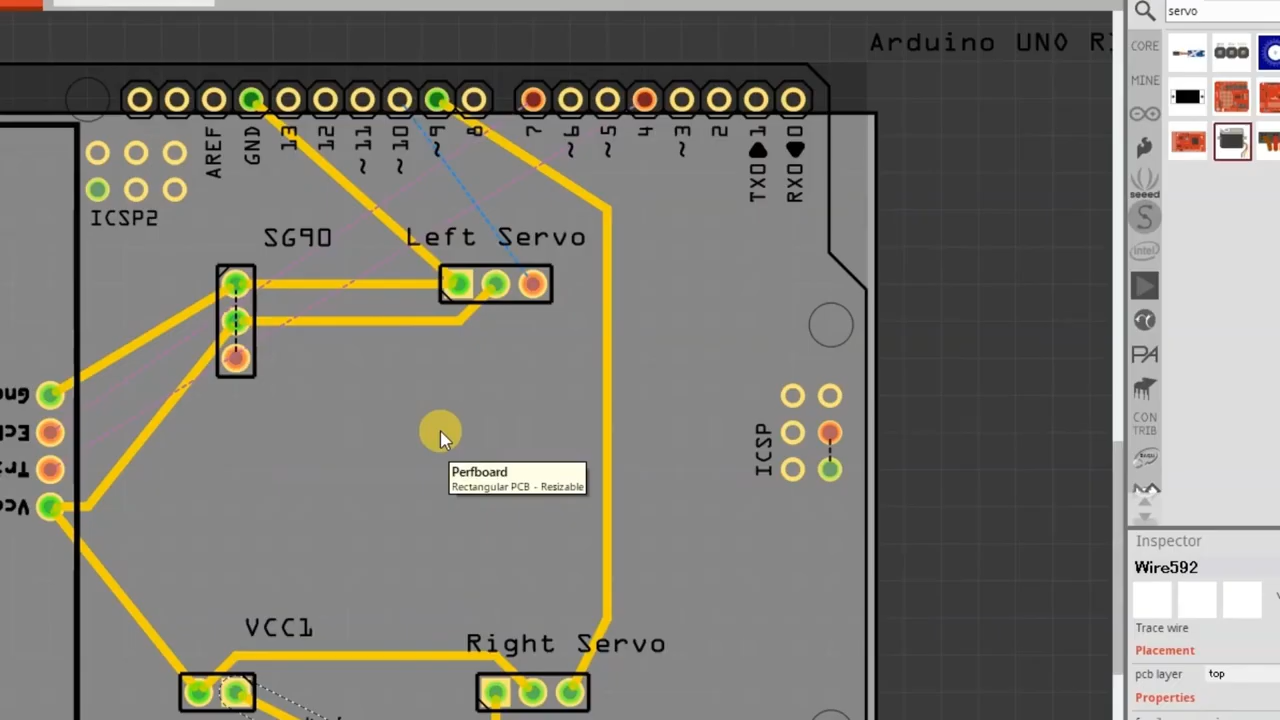 servo
Arduino UNO R
CORE
MINE
AREF
GND
13
12
~11
~10
~9
8
7
~6
~5
4
~3
2
TX0 1
RX0 0
ICSP2
SG90
Left Servo
seeed
intel
PA
CON
TRIB
ICSP
Perfboard
Rectangular PCB - Resizable
Vcc
Inspector
Wire592
VCC1
Right Servo
Trace wire
Placement
pcb layer
top
Properties